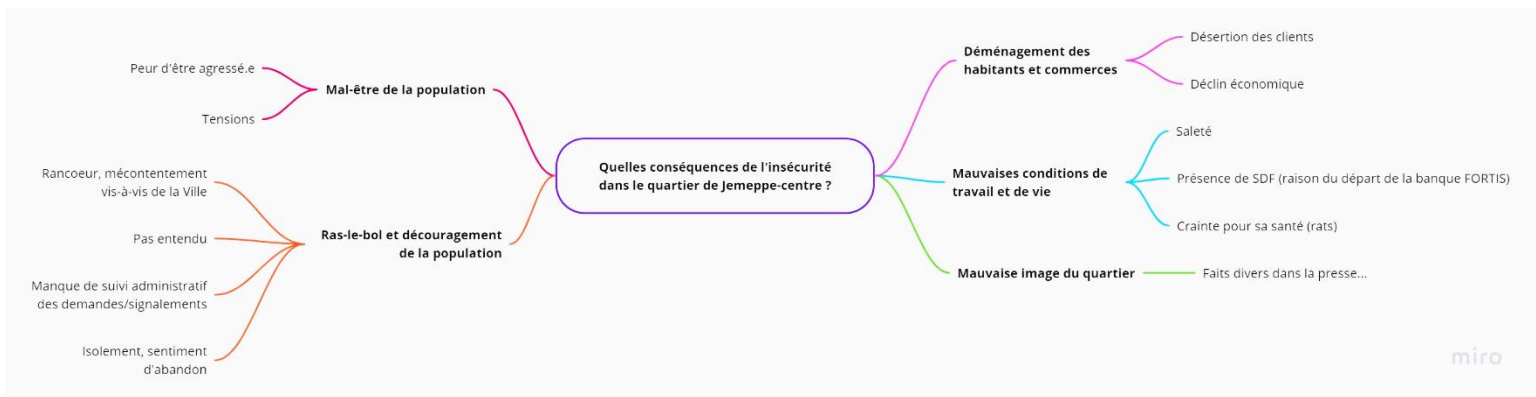 Quelles conséquences de l'insécurité
dans le quartier de Jemeppe-centre ?
Mal-être de la population
Peur d'être agressé.e
Tensions
Ras-le-bol et découragement
de la population
Rancoeur, mécontentement
vis-à-vis de la Ville
Pas entendu
Manque de suivi administratif
des demandes/signalements
Isolement, sentiment
d'abandon
Déménagement des
habitants et commerces
Désertion des clients
Déclin économique
Mauvaises conditions de
travail et de vie
Saleté
Présence de SDF (raison du départ de la banque FORTIS)
Crainte pour sa santé (rats)
Mauvaise image du quartier
Faits divers dans la presse...
miro